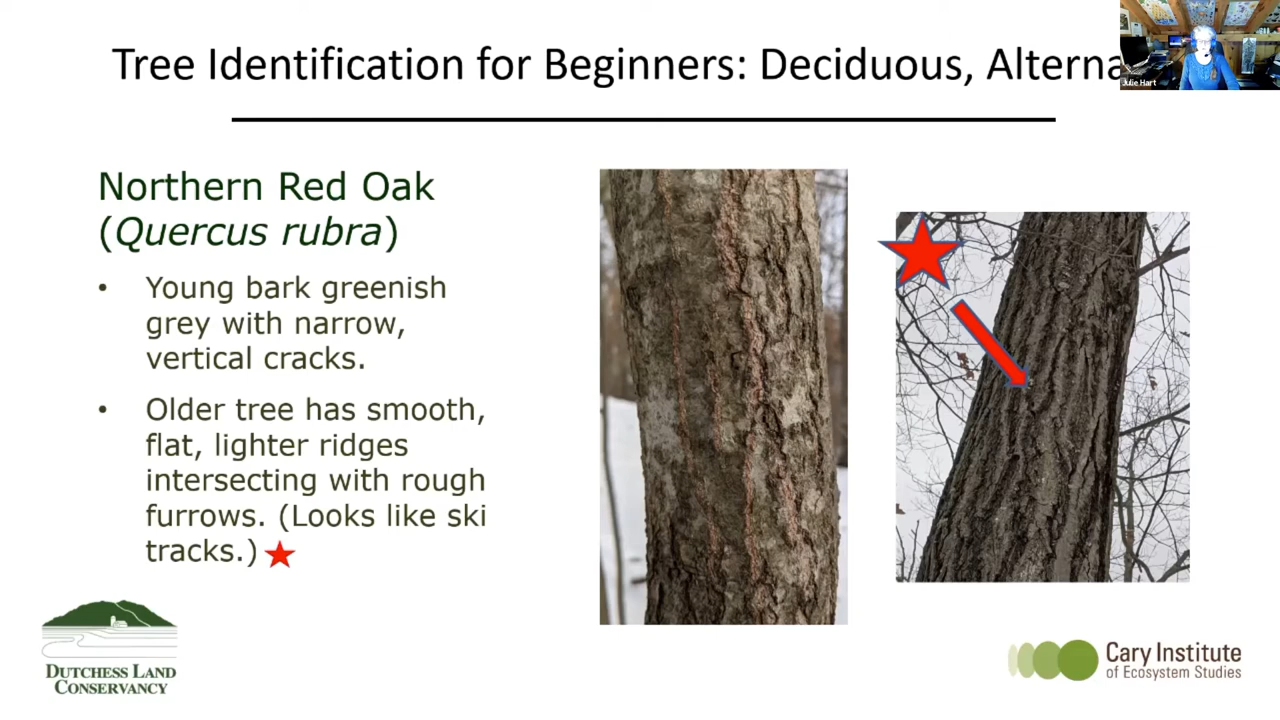 Tree Identification for Beginners: Deciduous, Alterna
Julie Hart
Northern Red Oak
(Quercus rubra)
• Young bark greenish
grey with narrow,
vertical cracks.
• Older tree has smooth,
flat, lighter ridges
intersecting with rough
furrows. (Looks like ski
tracks.)
DUTCHESS LAND
CONSERVANCY
Cary Institute
of Ecosystem Studies